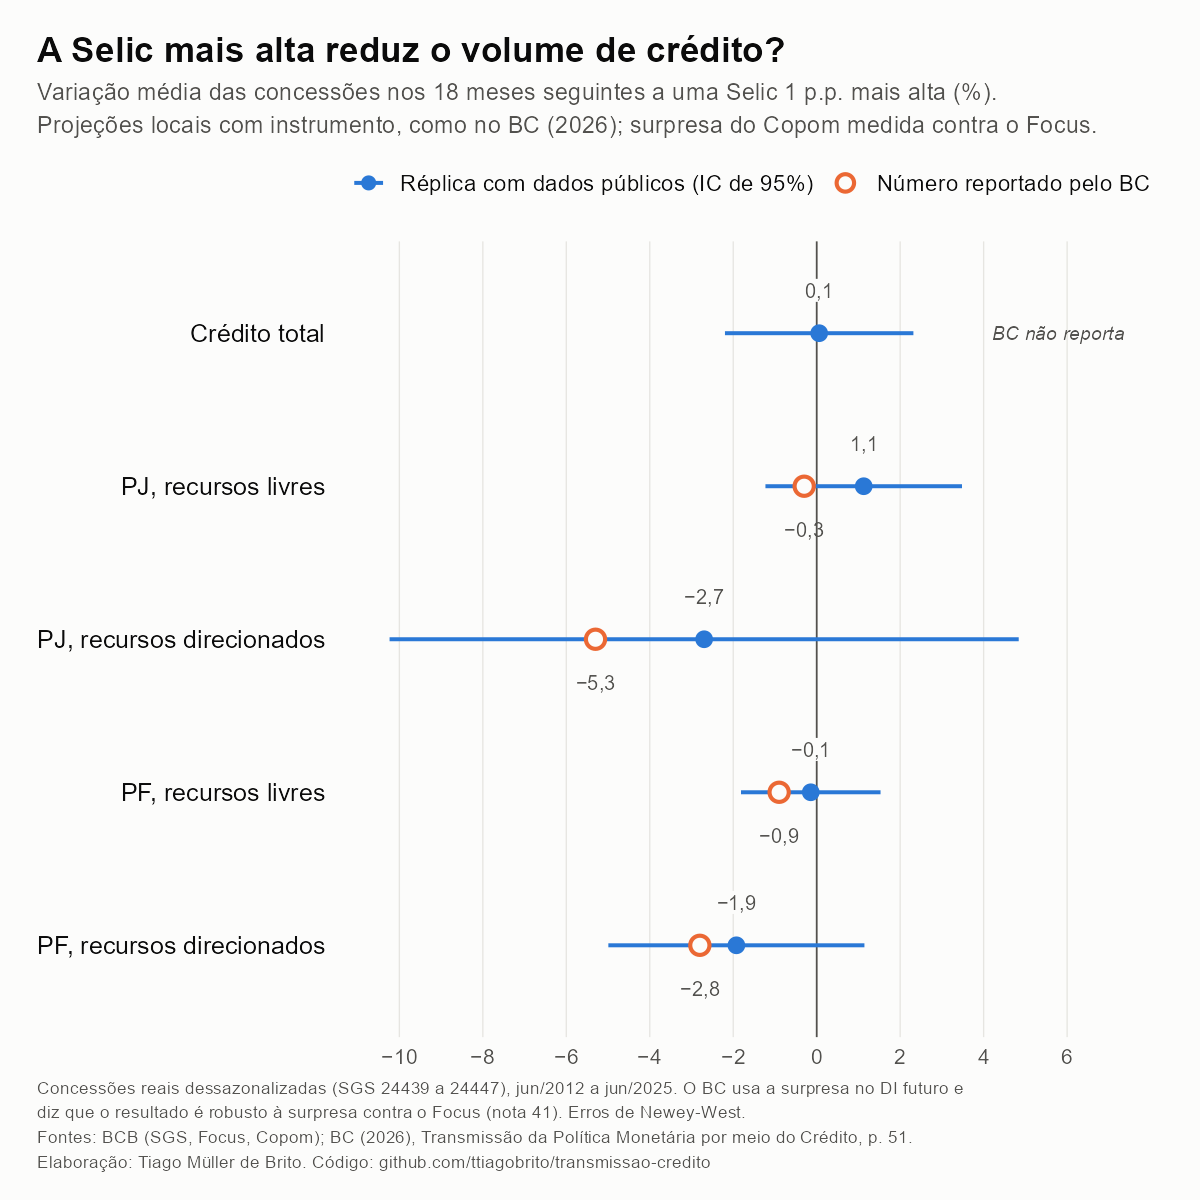 A Selic mais alta reduz o volume de crédito?
Variação média das concessões nos 18 meses seguintes a uma Selic 1 p.p. mais alta (%).
Projeções locais com instrumento, como no BC (2026); surpresa do Copom medida contra o Focus.
Réplica com dados públicos (IC de 95%)
Número reportado pelo BC
0,1
Crédito total
BC não reporta
1,1
PJ, recursos livres
−0,3
−2,7
PJ, recursos direcionados
−5,3
−0,1
PF, recursos livres
−0,9
−1,9
PF, recursos direcionados
−2,8
−10 −8 −6 −4 −2 0 2 4 6
Concessões reais dessazonalizadas (SGS 24439 a 24447), jun/2012 a jun/2025. O BC usa a surpresa no DI futuro e
diz que o resultado é robusto à surpresa contra o Focus (nota 41). Erros de Newey-West.
Fontes: BCB (SGS, Focus, Copom); BC (2026), Transmissão da Política Monetária por meio do Crédito, p. 51.
Elaboração: Tiago Müller de Brito. Código: github.com/ttiagobrito/transmissao-credito